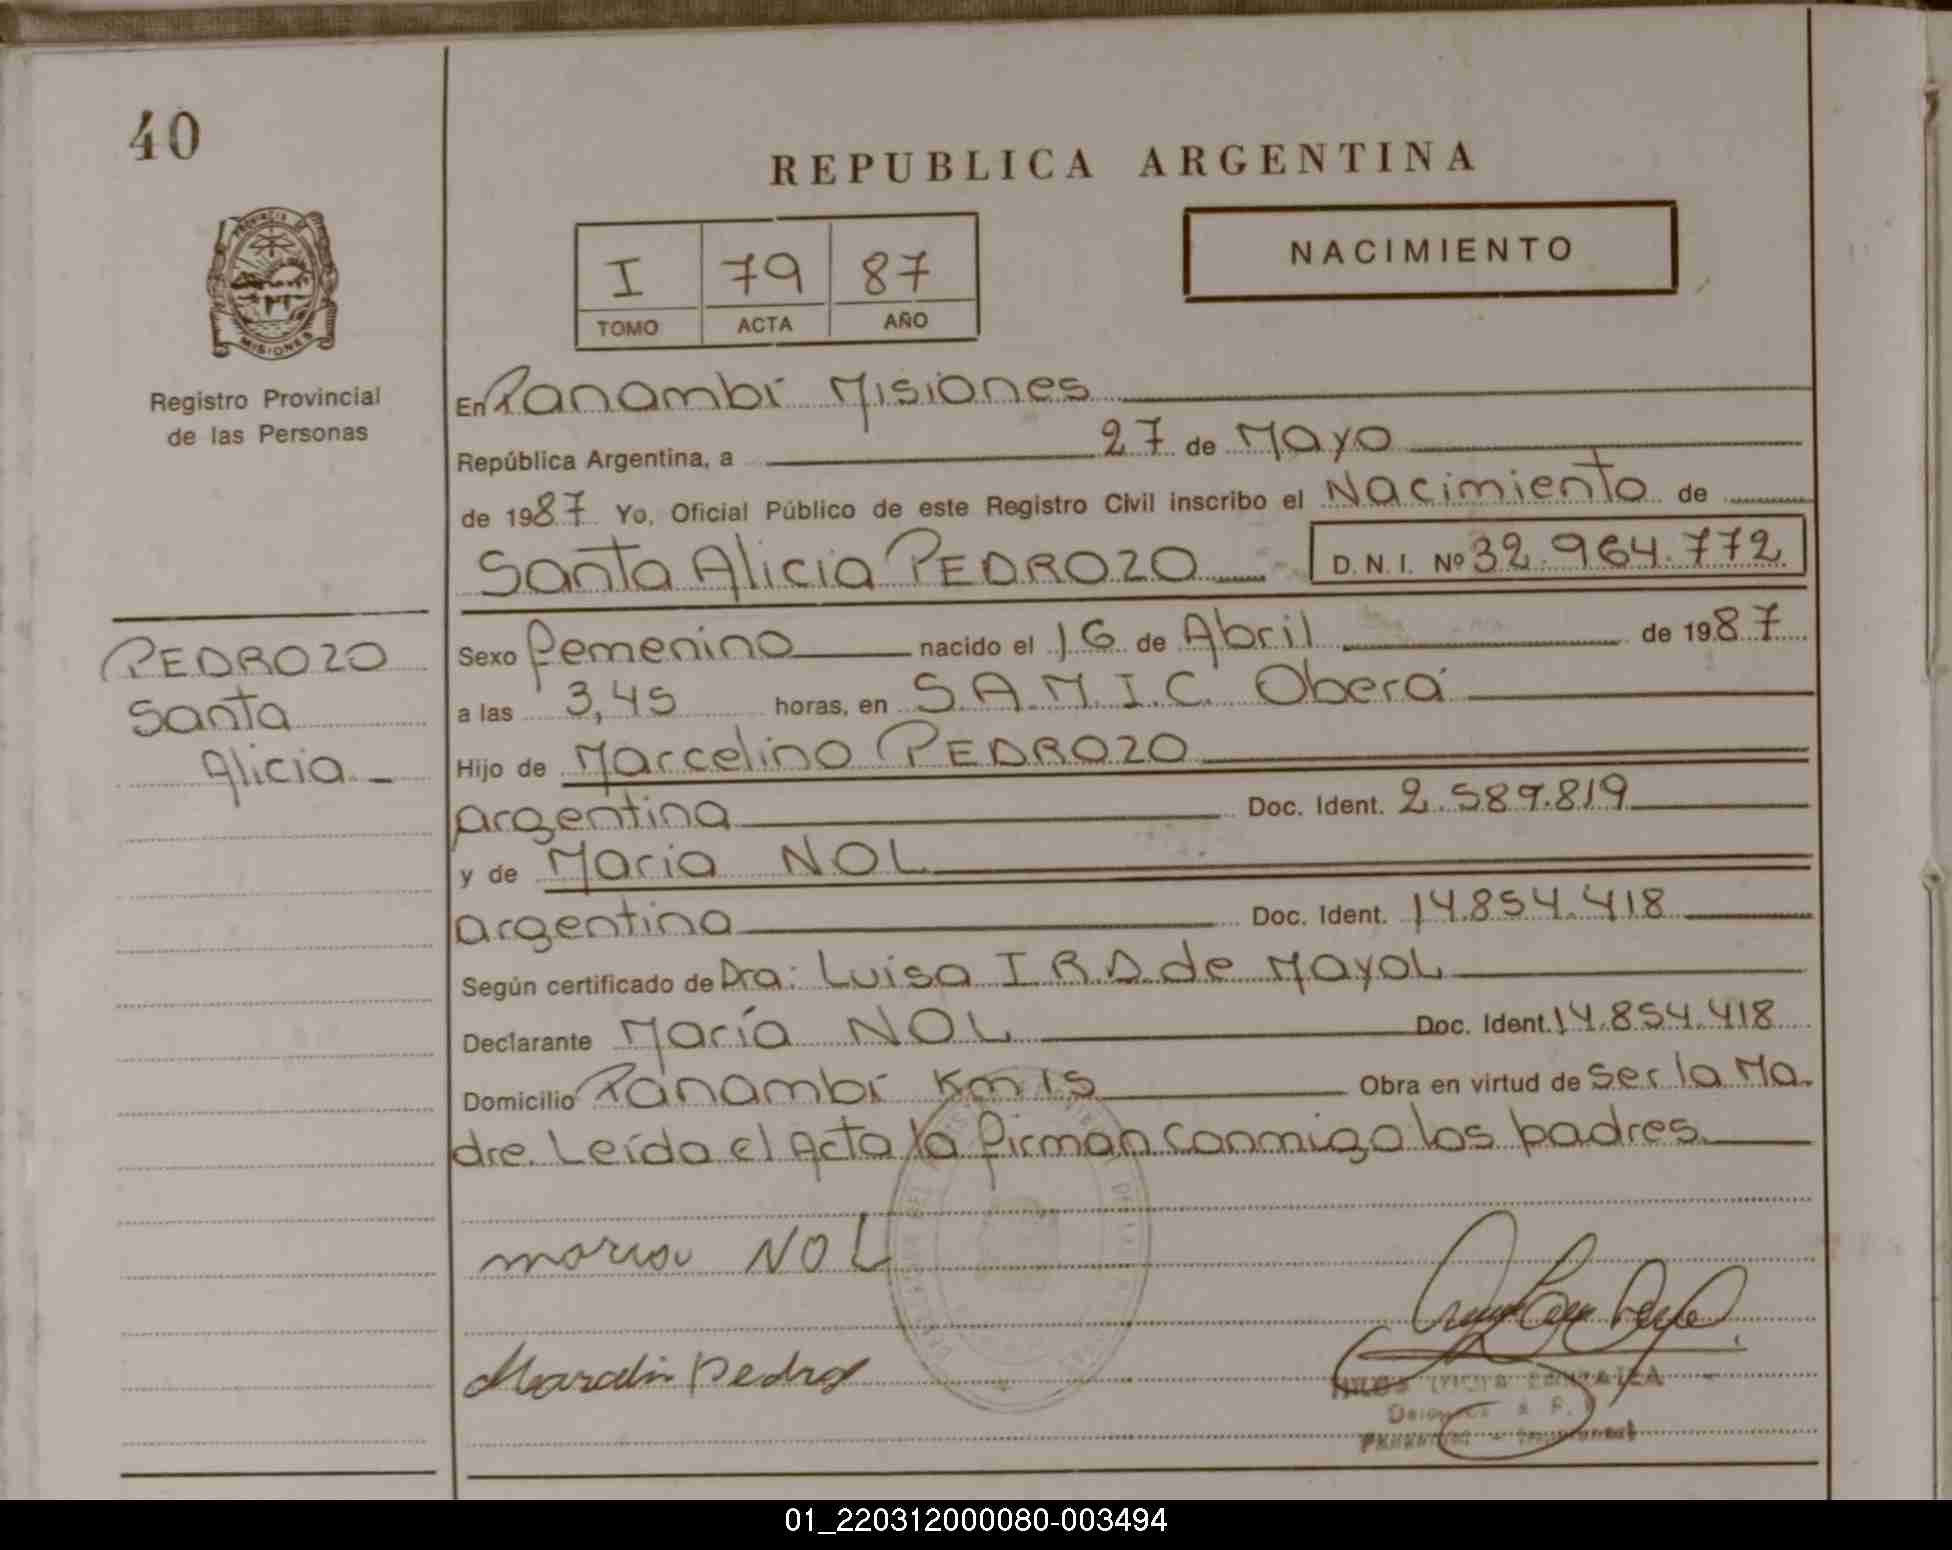 40
REPUBLICA ARGENTINA
PROVINCIA DE
MISIONES
I 79 87
TOMO ACTA AÑO
NACIMIENTO
Registro Provincial
de las Personas
En Panambí Misiones
República Argentina, a 27 de Mayo
de 1987 Yo, Oficial Público de este Registro Civil inscribo el Nacimiento de
Santa Alicia PEDROZO D.N.I. Nº 32.964.772
PEDROZO
Santa
Alicia
Sexo femenino nacido el 16 de Abril de 1987
a las 3,45 horas, en S.A.M.I.C. Oberá
Hijo de Marcelino PEDROZO
argentina Doc. Ident. 2.589.819
y de Maria NOL
argentina Doc. Ident. 14.854.418
Según certificado de Dra: Luisa I R A de Mayol
Declarante María NOL Doc. Ident. 14.854.418
Domicilio Panambí Km 15 Obra en virtud de ser la Ma
dre. Leída el Acta la firman conmigo los padres.
maria NOL
01_220312000080-003494